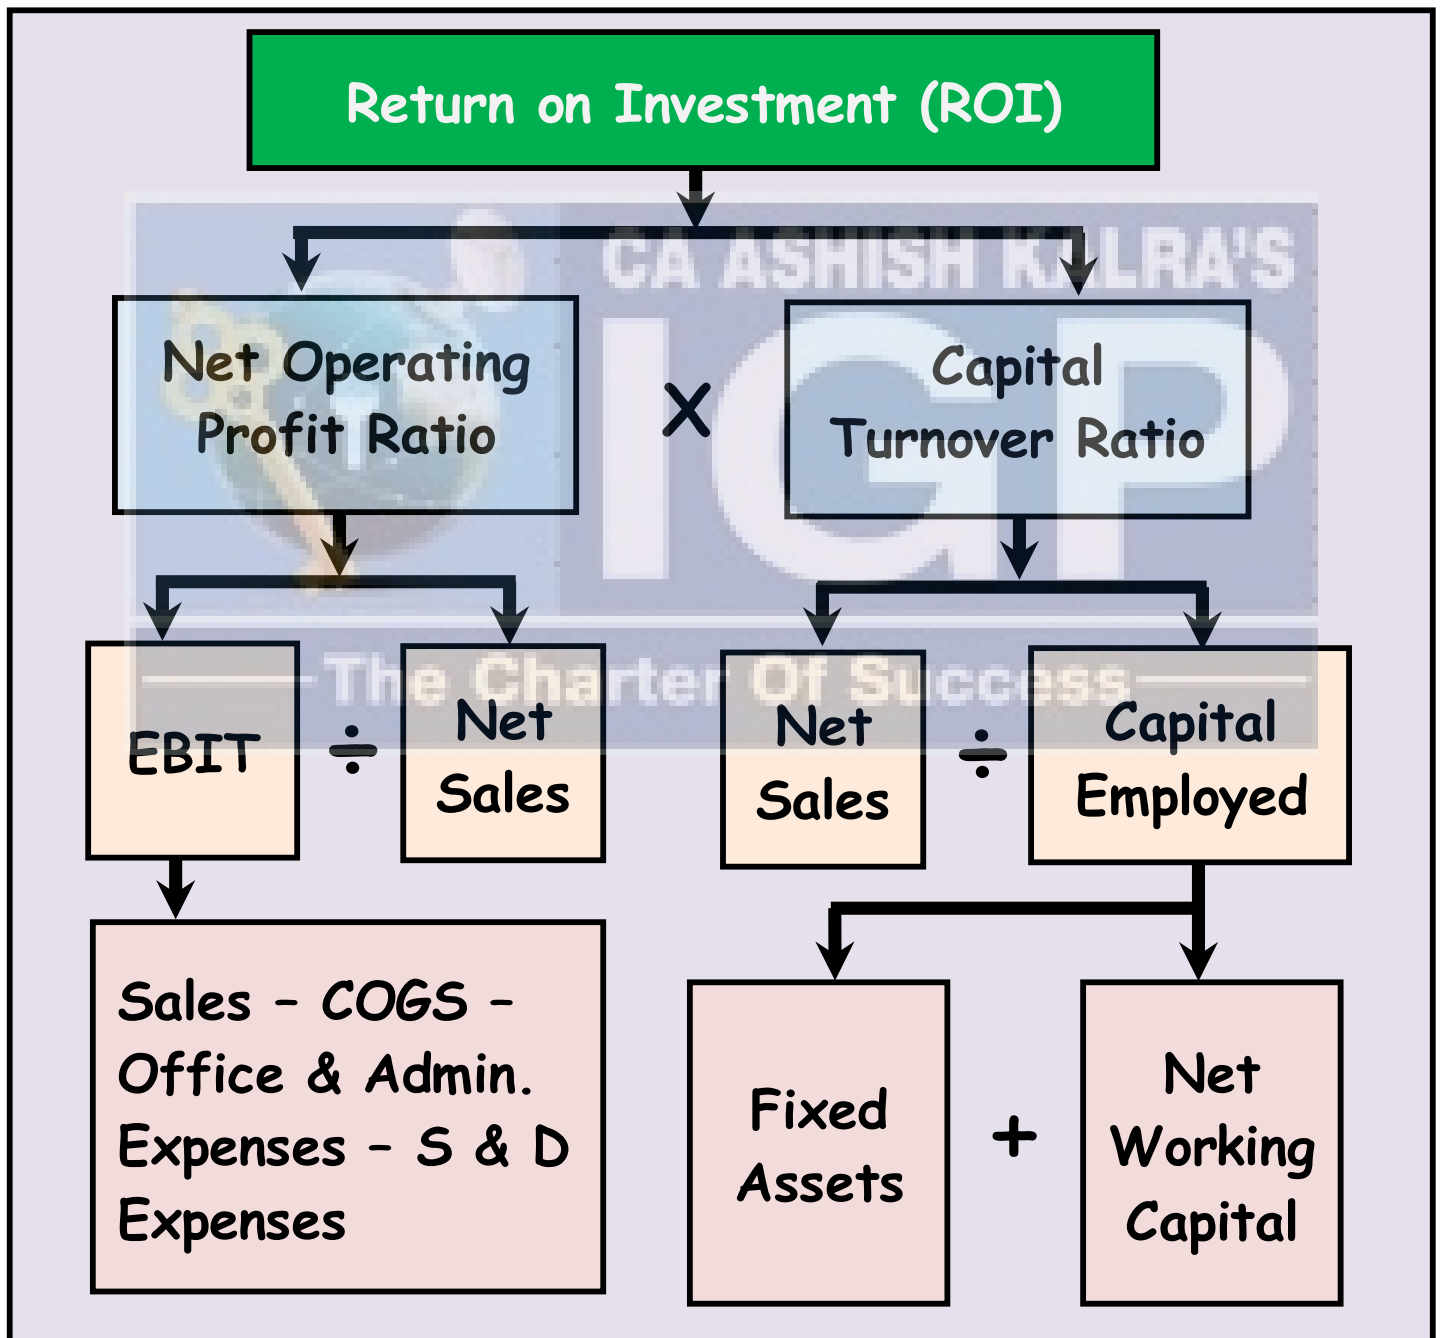 Return on Investment (ROI)
CA ASHISH KALRA'S
IGP
The Charter Of Success
Net Operating
Profit Ratio
X
Capital
Turnover Ratio
EBIT
÷
Net
Sales
Net
Sales
÷
Capital
Employed
Sales – COGS –
Office & Admin.
Expenses – S & D
Expenses
Fixed
Assets
+
Net
Working
Capital